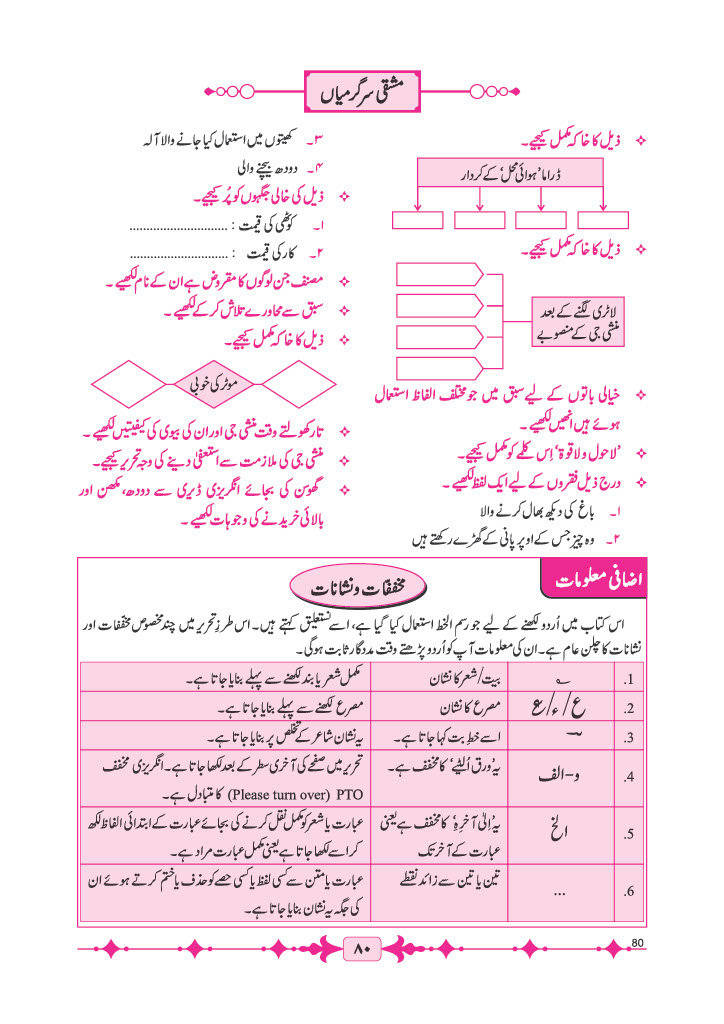 مشقی سرگرمیاں
❖ ذیل کا خاکہ مکمل کیجیے۔
ڈراما ’ہوائی محل‘ کے کردار
❖ ذیل کا خاکہ مکمل کیجیے۔
لاٹری لگنے کے بعد
منشی جی کے منصوبے
❖ خیالی باتوں کے لیے سبق میں جو مختلف الفاظ استعمال
ہوئے ہیں انھیں لکھیے۔
❖ ’لاحول ولا قوۃ‘ اِس کلمے کو مکمل کیجیے۔
❖ درج ذیل فقروں کے لیے ایک لفظ لکھیے۔
۱۔ باغ کی دیکھ بھال کرنے والا
۲۔ وہ چیز جس کے اوپر پانی کے گھڑے رکھتے ہیں
۳۔ کھیتوں میں استعمال کیا جانے والا آلہ
۴۔ دودھ بیچنے والی
❖ ذیل کی خالی جگہوں کو پُر کیجیے۔
۱۔ کوٹھی کی قیمت : .............................
۲۔ کار کی قیمت : .............................
❖ مصنف جن لوگوں کا مقروض ہے ان کے نام لکھیے۔
❖ سبق سے محاورے تلاش کر کے لکھیے۔
❖ ذیل کا خاکہ مکمل کیجیے۔
موٹر کی خوبی
❖ تار کھولتے وقت منشی جی اور ان کی بیوی کی کیفیتیں لکھیے۔
❖ منشی جی کی ملازمت سے استعفیٰ دینے کی وجہ تحریر کیجیے۔
❖ گھوسن کی بجائے انگریزی ڈیری سے دودھ، مکھن اور
بالائی خریدنے کی وجوہات لکھیے۔
اضافی معلومات
مخففات و نشانات
اس کتاب میں اُردو لکھنے کے لیے جو رسم الخط استعمال کیا گیا ہے، اسے نستعلیق کہتے ہیں۔ اس طرزِ تحریر میں چند مخصوص مخففات اور
نشانات کا چلن عام ہے۔ ان کی معلومات آپ کو اُردو پڑھتے وقت مددگار ثابت ہوگی۔
1. ؎ بیت/شعر کا نشان مکمل شعر یا بند لکھنے سے پہلے بنایا جاتا ہے۔
2. ع / ء / ؏ مصرع کا نشان مصرع لکھنے سے پہلے بنایا جاتا ہے۔
3. ؔ اسے خطِ بت کہا جاتا ہے۔ یہ نشان شاعر کے تخلص پر بنایا جاتا ہے۔
4. و-الف یہ ’ورق اُلٹیے‘ کا مخفف ہے۔ تحریر میں صفحے کی آخری سطر کے بعد لکھا جاتا ہے۔ انگریزی مخفف
PTO (Please turn over) کا متبادل ہے۔
5. الخ یہ ’اِلیٰ آخرِہٖ‘ کا مخفف ہے یعنی عبارت یا شعر کو مکمل نقل کرنے کی بجائے عبارت کے ابتدائی الفاظ لکھ
عبارت کے آخر تک کر اسے لکھا جاتا ہے یعنی مکمل عبارت مراد ہے۔
6. ... تین یا تین سے زائد نقطے عبارت یا متن سے کسی لفظ یا کسی حصے کو حذف یا ختم کرتے ہوئے ان
کی جگہ یہ نشان بنایا جاتا ہے۔
80
۸۰